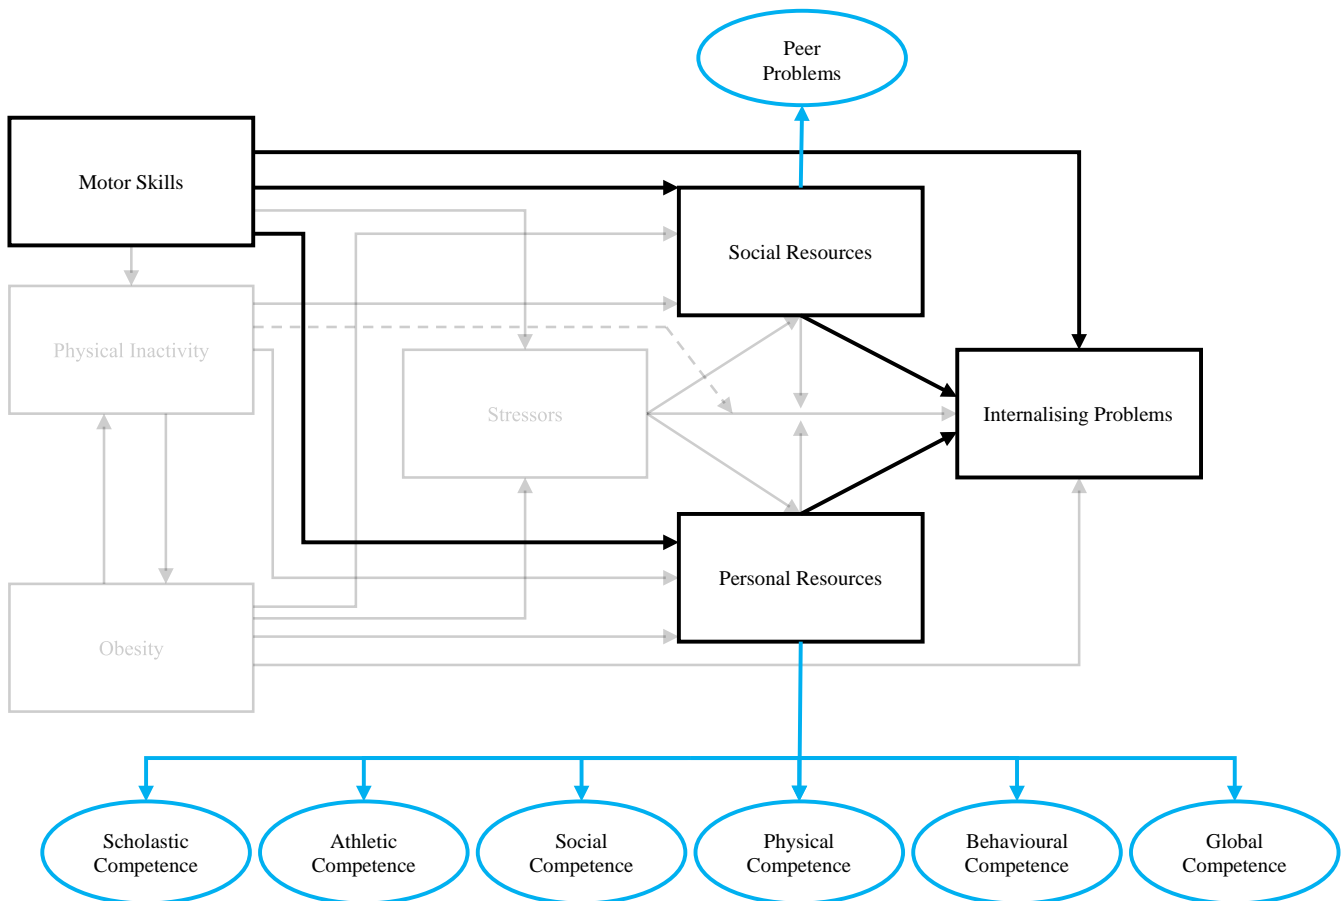 Peer
Problems
Motor Skills
Social Resources
Physical Inactivity
Stressors
Internalising Problems
Personal Resources
Obesity
Scholastic
Competence
Athletic
Competence
Social
Competence
Physical
Competence
Behavioural
Competence
Global
Competence